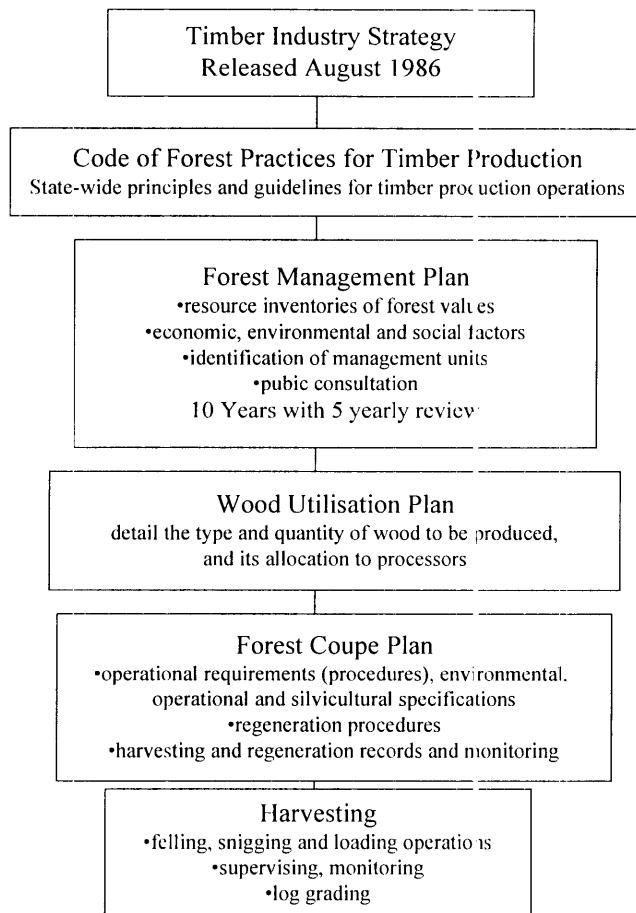 Timber Industry Strategy
Released August 1986
Code of Forest Practices for Timber Production
State-wide principles and guidelines for timber production operations
Forest Management Plan
•resource inventories of forest values
•economic, environmental and social factors
•identification of management units
•pubic consultation
10 Years with 5 yearly review
Wood Utilisation Plan
detail the type and quantity of wood to be produced,
and its allocation to processors
Forest Coupe Plan
•operational requirements (procedures), environmental.
operational and silvicultural specifications
•regeneration procedures
•harvesting and regeneration records and monitoring
Harvesting
•felling, snigging and loading operations
•supervising, monitoring
•log grading